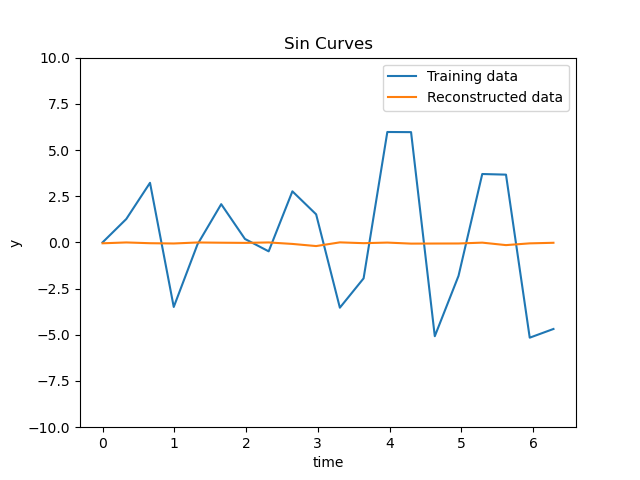 Sin Curves
Training data
Reconstructed data
10.0
7.5
5.0
2.5
0.0
−2.5
−5.0
−7.5
−10.0
y
0 1 2 3 4 5 6
time